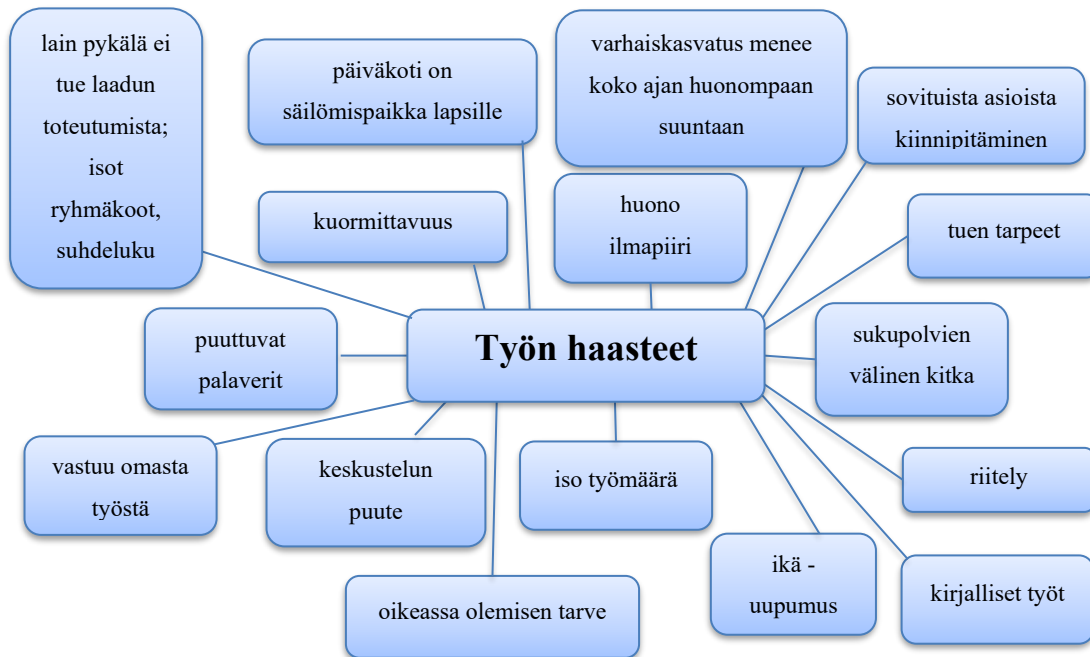 lain pykälä ei
tue laadun
toteutumista;
isot
ryhmäkoot,
suhdeluku
päiväkoti on
säilömispaikka lapsille
varhaiskasvatus menee
koko ajan huonompaan
suuntaan
sovituista asioista
kiinnipitäminen
kuormittavuus
huono
ilmapiiri
tuen tarpeet
puuttuvat
palaverit
Työn haasteet
sukupolvien
välinen kitka
vastuu omasta
työstä
keskustelun
puute
iso työmäärä
riitely
oikeassa olemisen tarve
ikä -
uupumus
kirjalliset työt